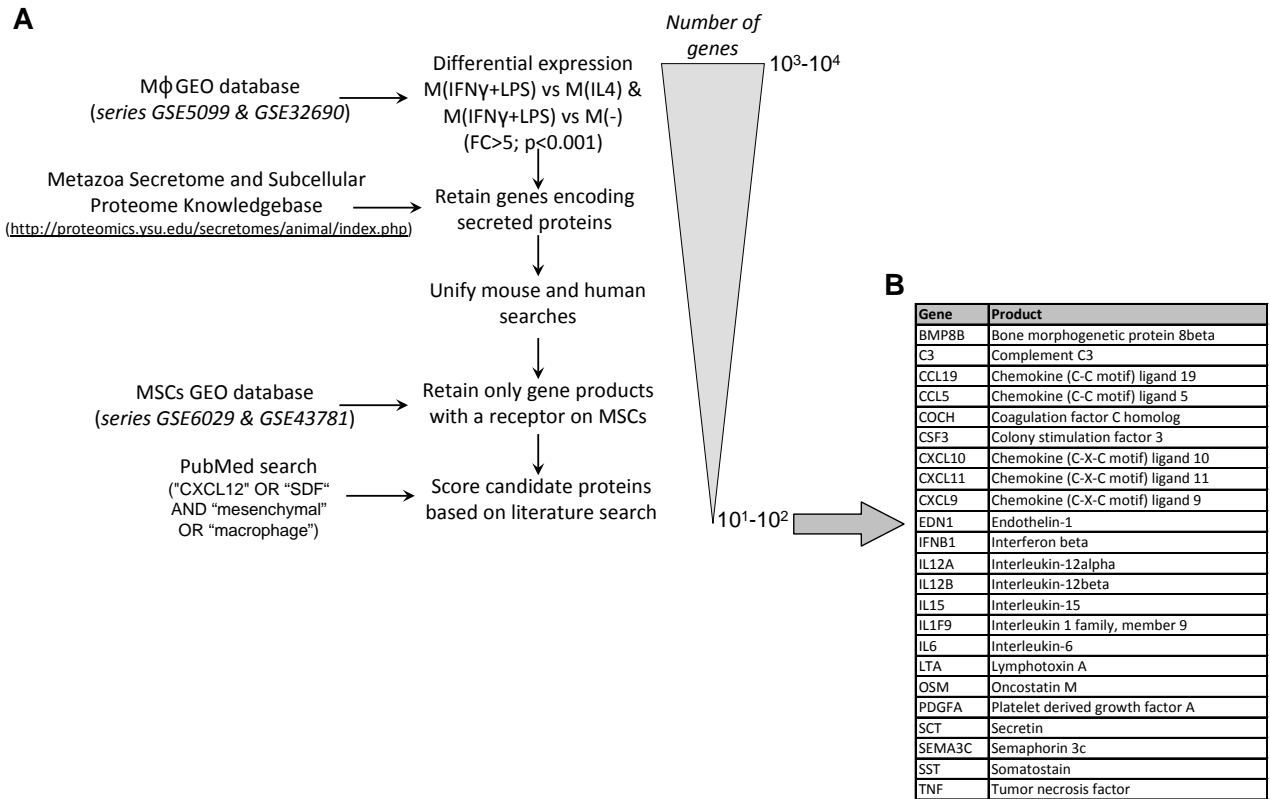 A
Number of
genes
10³-10⁴
MϕGEO database
(series GSE5099 & GSE32690)
Differential expression
M(IFNγ+LPS) vs M(IL4) &
M(IFNγ+LPS) vs M(-)
(FC>5; p<0.001)
Metazoa Secretome and Subcellular
Proteome Knowledgebase
(http://proteomics.ysu.edu/secretomes/animal/index.php)
Retain genes encoding
secreted proteins
Unify mouse and human
searches
MSCs GEO database
(series GSE6029 & GSE43781)
Retain only gene products
with a receptor on MSCs
PubMed search
("CXCL12" OR “SDF“
AND “mesenchymal”
OR “macrophage”)
Score candidate proteins
based on literature search
10¹-10²
B
Gene Product
BMP8B Bone morphogenetic protein 8beta
C3 Complement C3
CCL19 Chemokine (C-C motif) ligand 19
CCL5 Chemokine (C-C motif) ligand 5
COCH Coagulation factor C homolog
CSF3 Colony stimulation factor 3
CXCL10 Chemokine (C-X-C motif) ligand 10
CXCL11 Chemokine (C-X-C motif) ligand 11
CXCL9 Chemokine (C-X-C motif) ligand 9
EDN1 Endothelin-1
IFNB1 Interferon beta
IL12A Interleukin-12alpha
IL12B Interleukin-12beta
IL15 Interleukin-15
IL1F9 Interleukin 1 family, member 9
IL6 Interleukin-6
LTA Lymphotoxin A
OSM Oncostatin M
PDGFA Platelet derived growth factor A
SCT Secretin
SEMA3C Semaphorin 3c
SST Somatostain
TNF Tumor necrosis factor